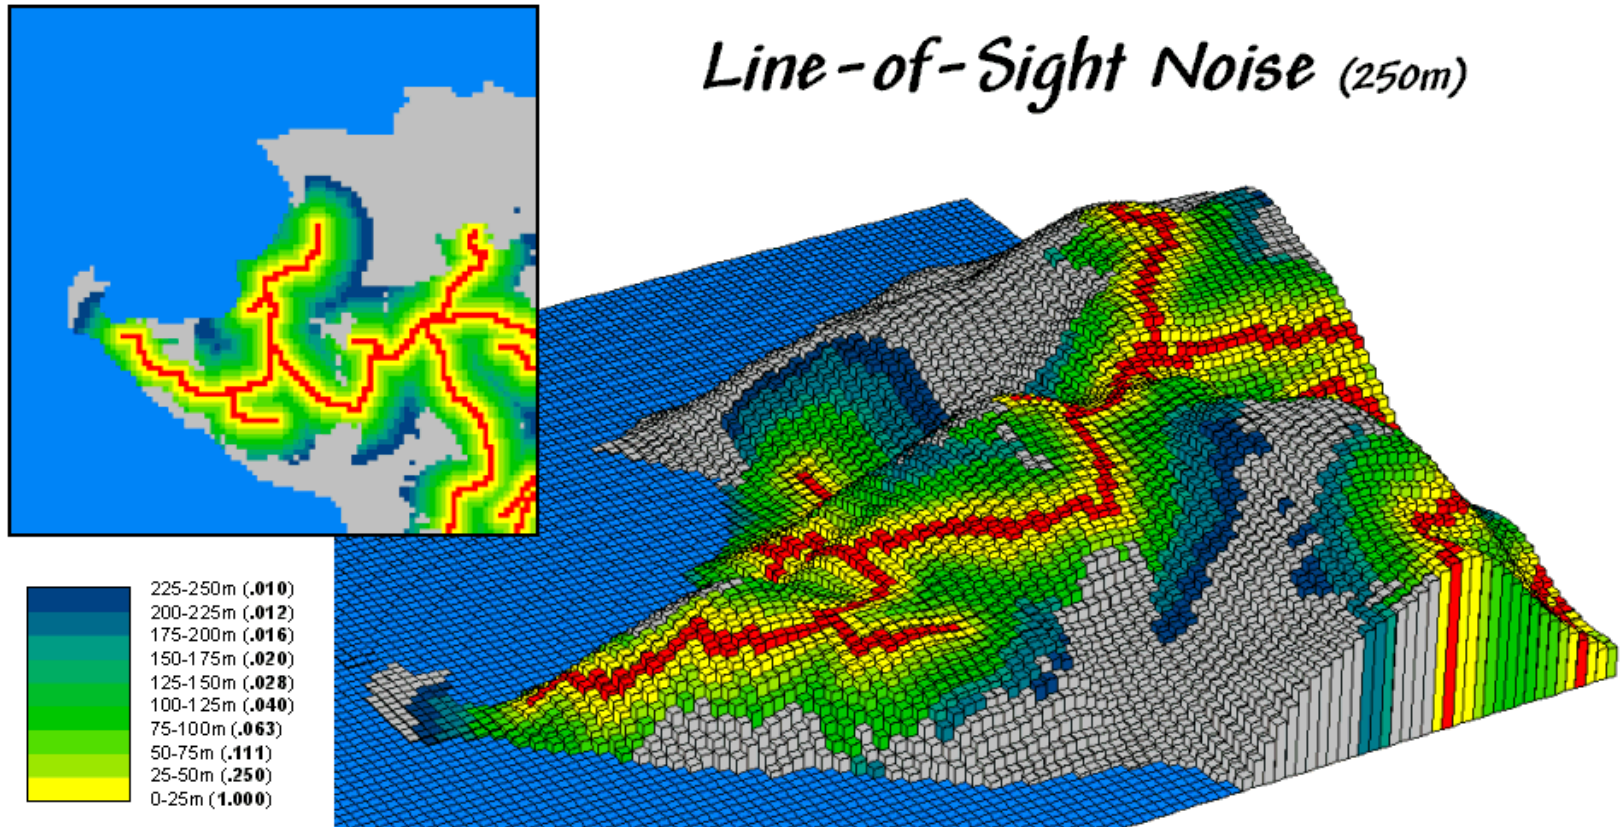 Line-of-Sight Noise (250m)
225-250m (.010)
200-225m (.012)
175-200m (.016)
150-175m (.020)
125-150m (.028)
100-125m (.040)
75-100m (.063)
50-75m (.111)
25-50m (.250)
0-25m (1.000)